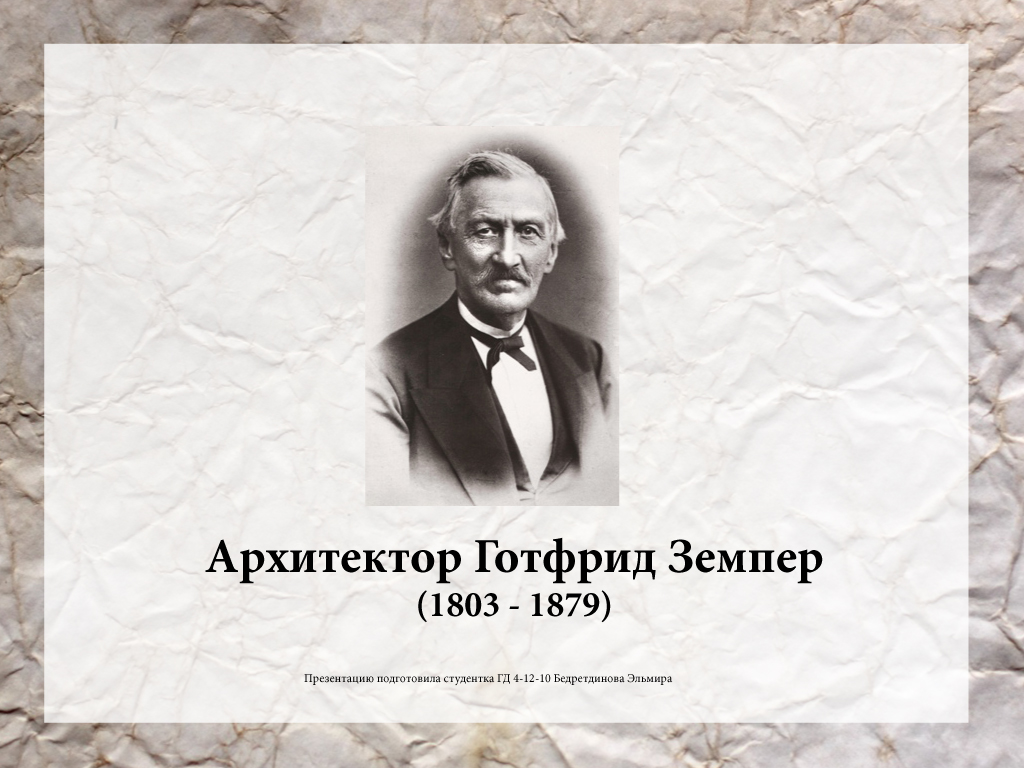 Архитектор Готфрид Земпер
(1803 - 1879)
Презентацию подготовила студентка ГД 4-12-10 Бедретдинова Эльмира